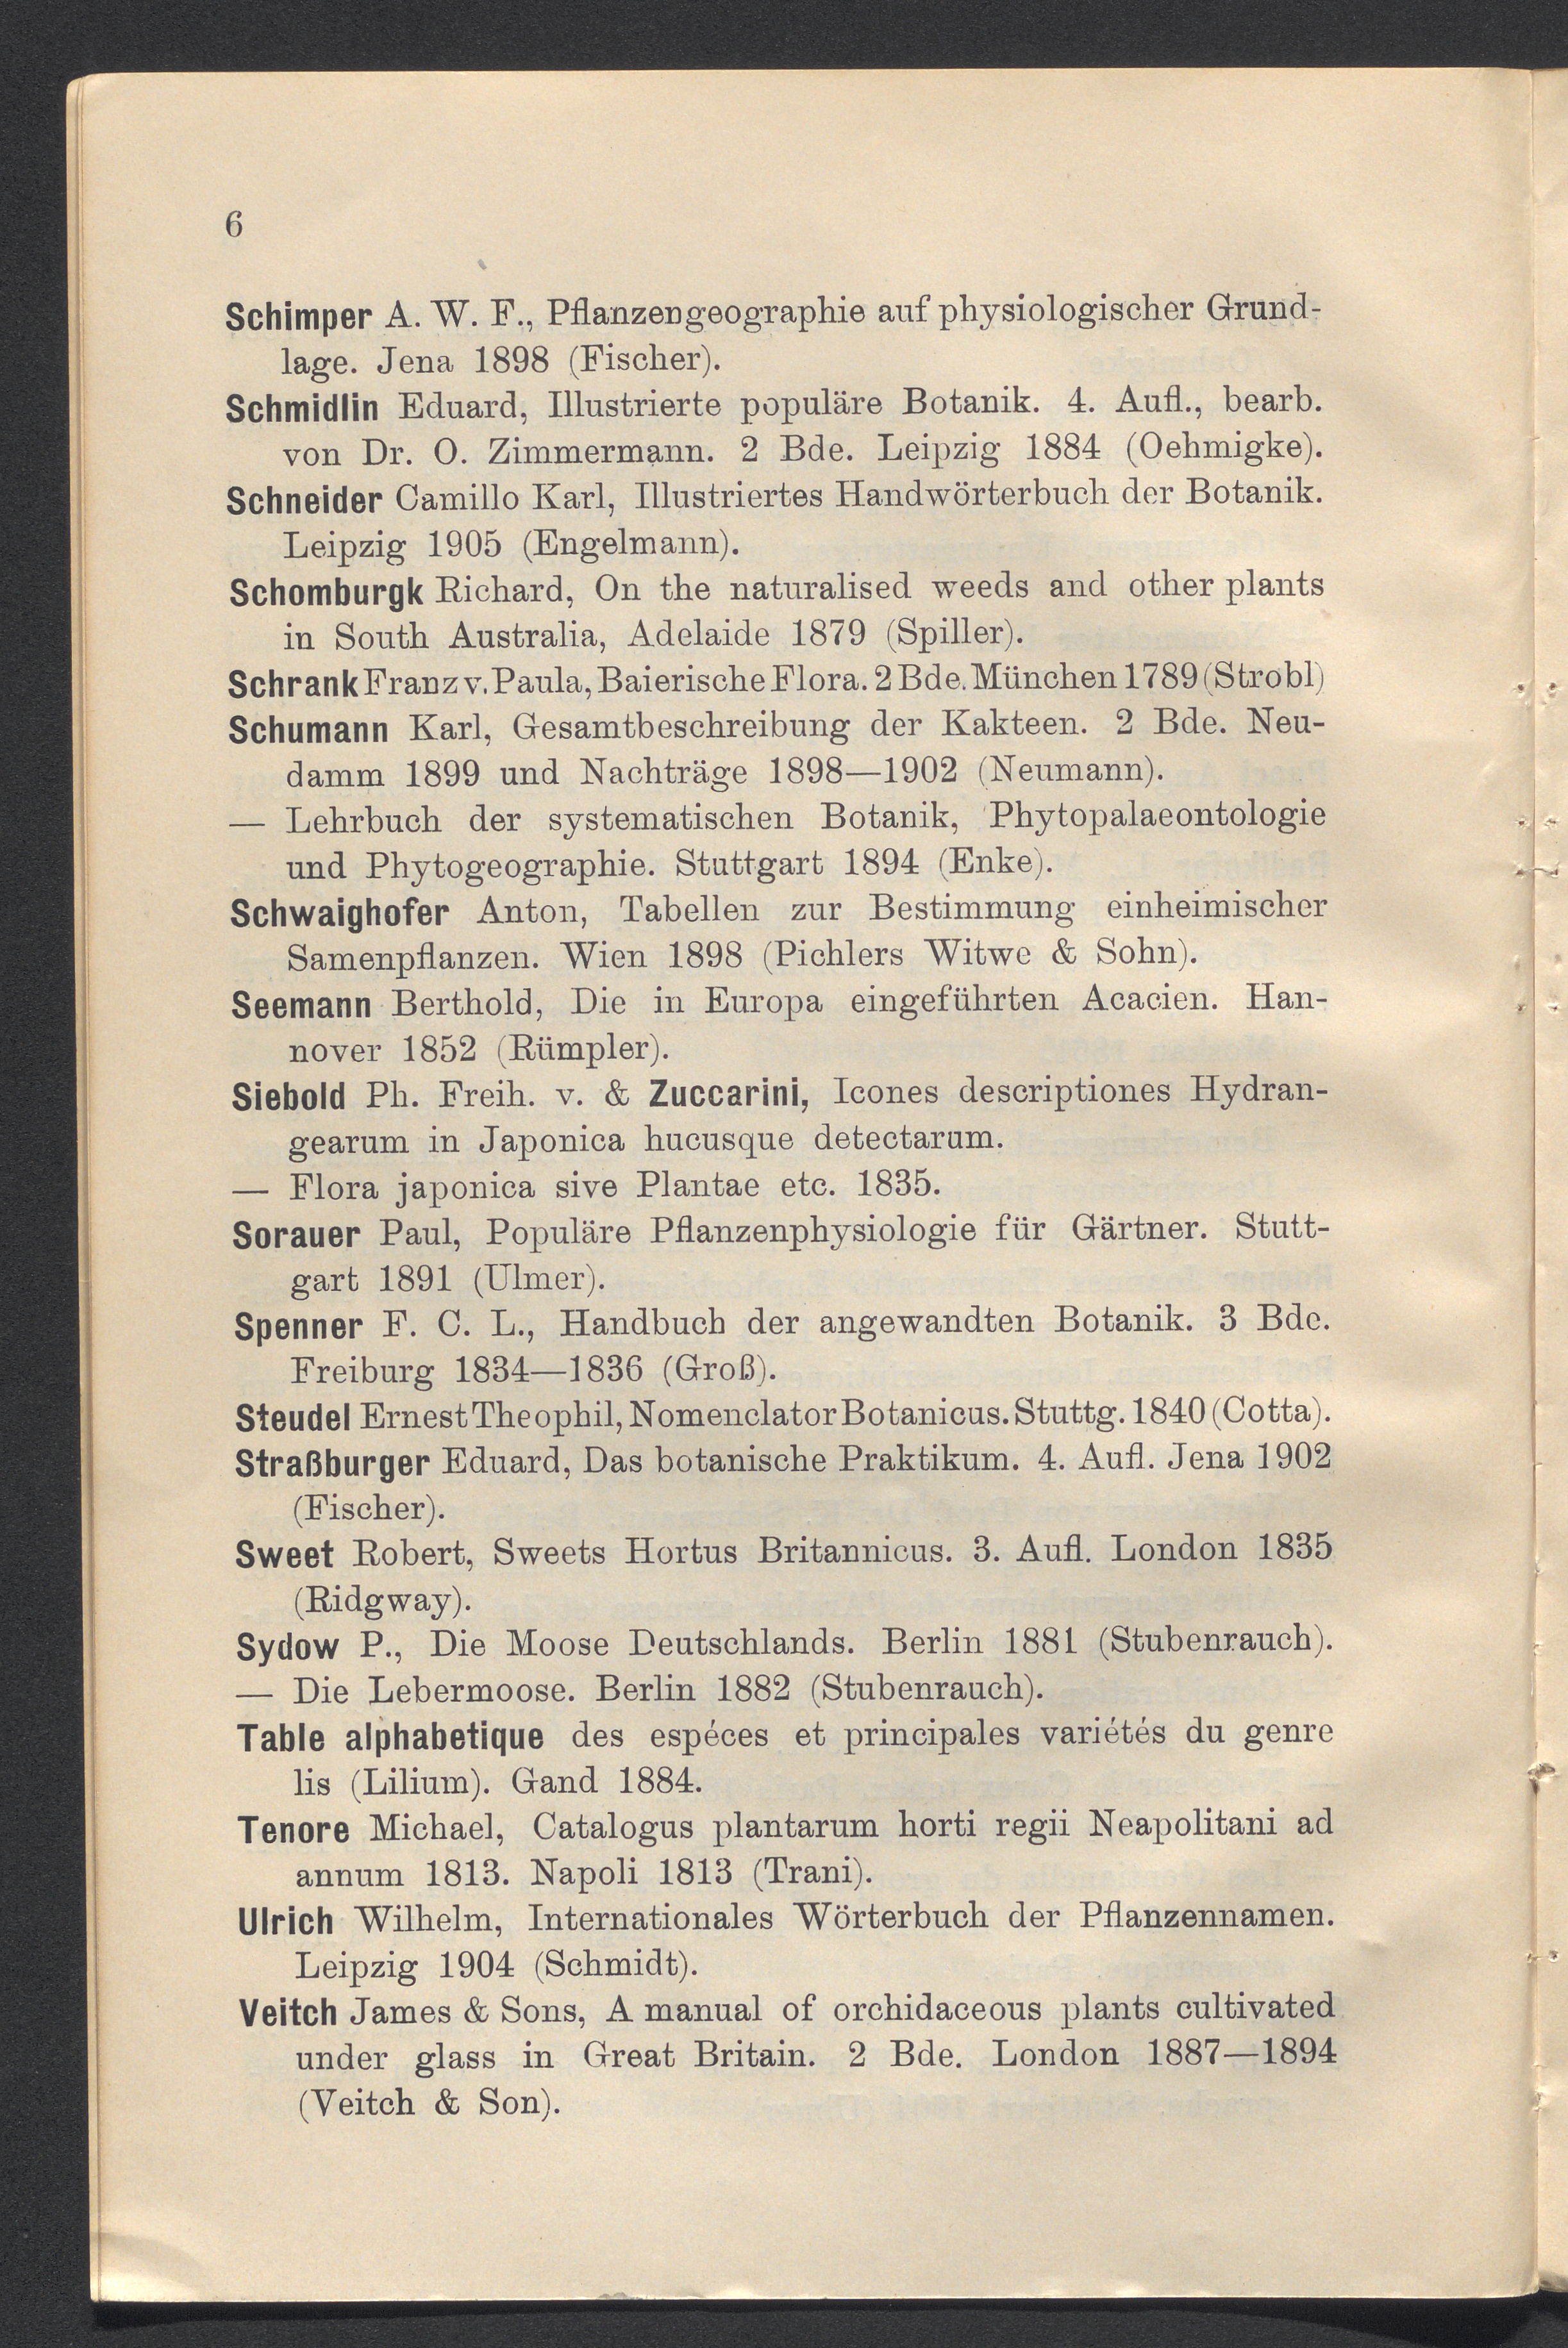 6
Schimper A. W. F., Pflanzengeographie auf physiologischer Grund-
lage. Jena 1898 (Fischer).
Schmidlin Eduard, Illustrierte populäre Botanik. 4. Aufl., bearb.
von Dr. O. Zimmermann. 2 Bde. Leipzig 1884 (Oehmigke).
Schneider Camillo Karl, Illustriertes Handwörterbuch der Botanik.
Leipzig 1905 (Engelmann).
Schomburgk Richard, On the naturalised weeds and other plants
in South Australia, Adelaide 1879 (Spiller).
Schrank Franz v. Paula, Baierische Flora. 2 Bde. München 1789 (Strobl)
Schumann Karl, Gesamtbeschreibung der Kakteen. 2 Bde. Neu-
damm 1899 und Nachträge 1898—1902 (Neumann).
— Lehrbuch der systematischen Botanik, Phytopalaeontologie
und Phytogeographie. Stuttgart 1894 (Enke).
Schwaighofer Anton, Tabellen zur Bestimmung einheimischer
Samenpflanzen. Wien 1898 (Pichlers Witwe & Sohn).
Seemann Berthold, Die in Europa eingeführten Acacien. Han-
nover 1852 (Rümpler).
Siebold Ph. Freih. v. & Zuccarini, Icones descriptiones Hydran-
gearum in Japonica hucusque detectarum.
— Flora japonica sive Plantae etc. 1835.
Sorauer Paul, Populäre Pflanzenphysiologie für Gärtner. Stutt-
gart 1891 (Ulmer).
Spenner F. C. L., Handbuch der angewandten Botanik. 3 Bde.
Freiburg 1834—1836 (Groß).
Steudel Ernest Theophil, Nomenclator Botanicus. Stuttg. 1840 (Cotta).
Straßburger Eduard, Das botanische Praktikum. 4. Aufl. Jena 1902
(Fischer).
Sweet Robert, Sweets Hortus Britannicus. 3. Aufl. London 1835
(Ridgway).
Sydow P., Die Moose Deutschlands. Berlin 1881 (Stubenrauch).
— Die Lebermoose. Berlin 1882 (Stubenrauch).
Table alphabetique des espéces et principales variétés du genre
lis (Lilium). Gand 1884.
Tenore Michael, Catalogus plantarum horti regii Neapolitani ad
annum 1813. Napoli 1813 (Trani).
Ulrich Wilhelm, Internationales Wörterbuch der Pflanzennamen.
Leipzig 1904 (Schmidt).
Veitch James & Sons, A manual of orchidaceous plants cultivated
under glass in Great Britain. 2 Bde. London 1887—1894
(Veitch & Son).